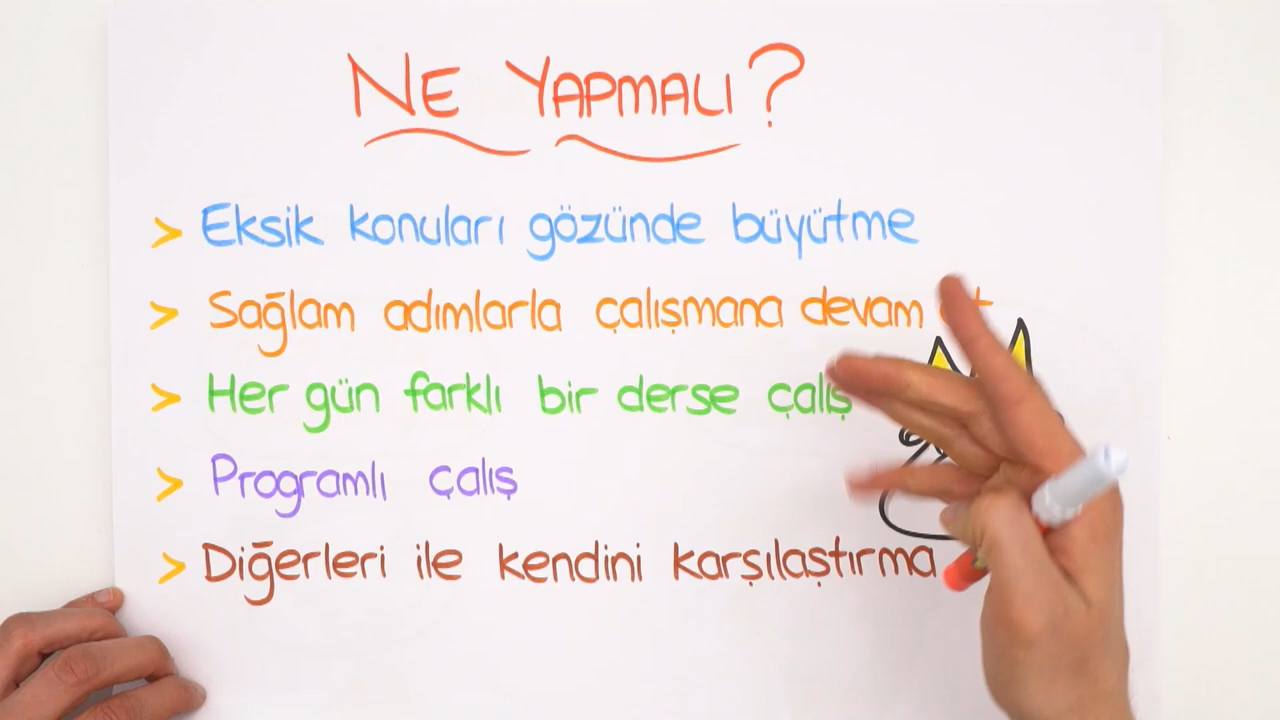 NE YAPMALI?
> Eksik konuları gözünde büyütme
> Sağlam adımlarla çalışmana devam
> Her gün farklı bir derse çalış
> Programlı çalış
> Diğerleri ile kendini karşılaştırma